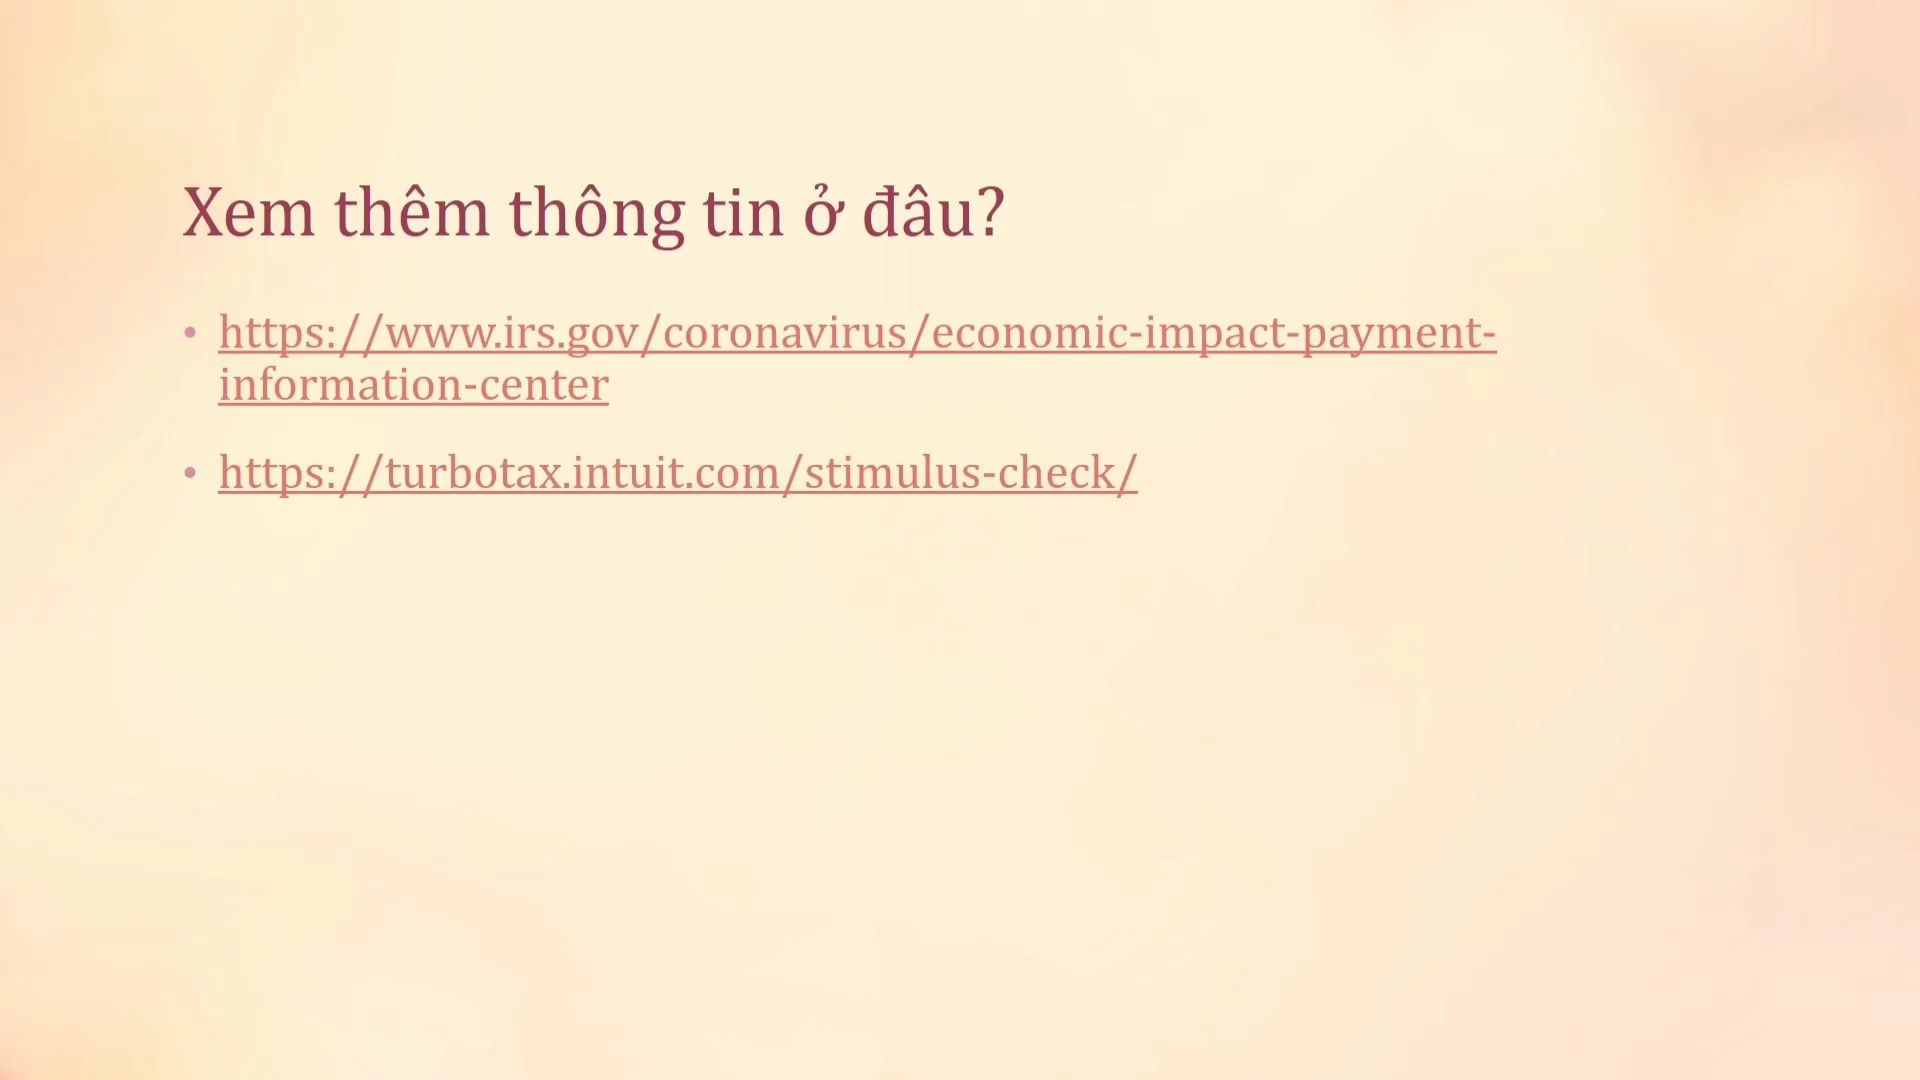 Xem thêm thông tin ở đâu?
• https://www.irs.gov/coronavirus/economic-impact-payment-
information-center
• https://turbotax.intuit.com/stimulus-check/